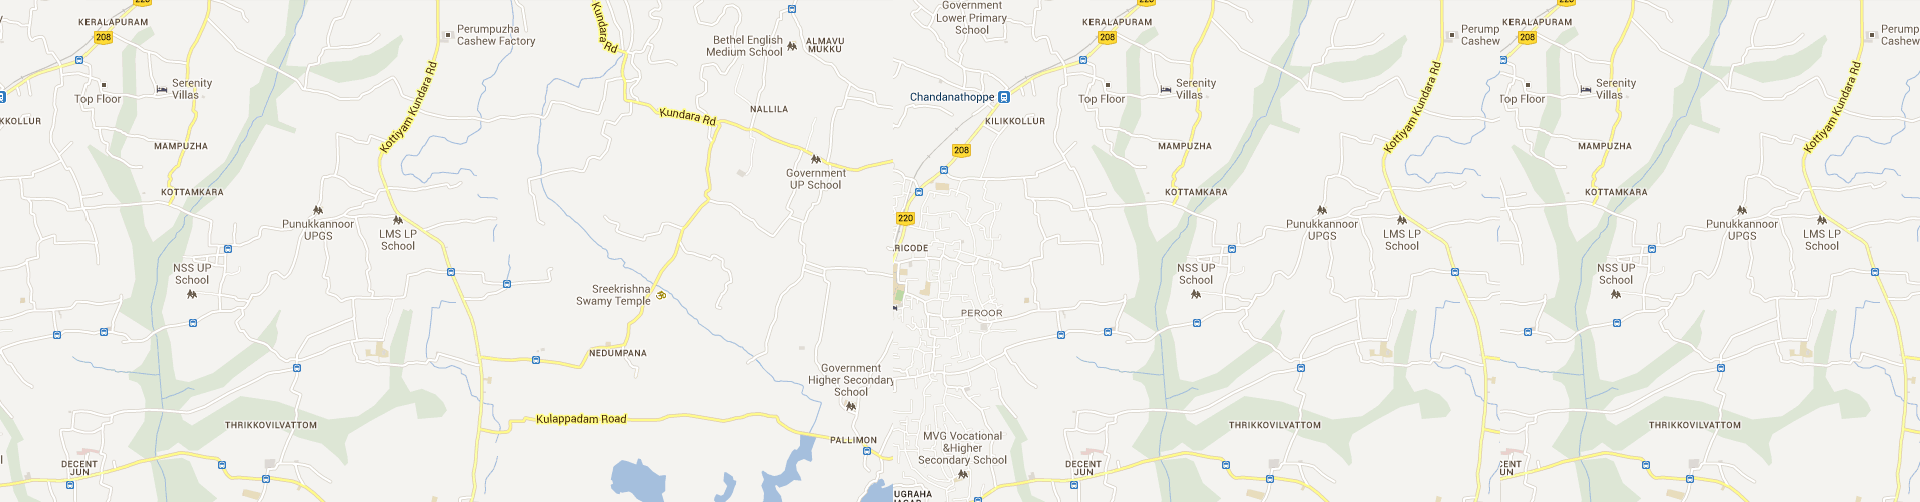 KERALAPURAM
208
Perumpuzha
Cashew Factory
Kundara Rd
Bethel English
Medium School
ALMAVU
MUKKU
Government
Lower Primary
School
KERALAPURAM
208
Perump
Cashew
KERALAPURAM
208
Perump
Cashew
Top Floor
Serenity
Villas
Kottiyam Kundara Rd
NALLILA
Kundara Rd
Chandanathoppe
KILIKKOLLUR
Top Floor
Serenity
Villas
Kottiyam Kundara Rd
Top Floor
Serenity
Villas
Kottiyam Kundara Rd
KKOLLUR
MAMPUZHA
208
MAMPUZHA
MAMPUZHA
KOTTAMKARA
Government
UP School
KOTTAMKARA
KOTTAMKARA
Punukkannoor
UPGS
LMS LP
School
220
RICODE
Punukkannoor
UPGS
LMS LP
School
Punukkannoor
UPGS
LMS LP
School
NSS UP
School
Sreekrishna
Swamy Temple
NSS UP
School
NSS UP
School
PEROOR
NEDUMPANA
Government
Higher Secondary
School
Kulappadam Road
THRIKKOVILVATTOM
PALLIMON
MVG Vocational
&Higher
Secondary School
THRIKKOVILVATTOM
THRIKKOVILVATTOM
DECENT
JUN
DECENT
JUN
CENT
JUN
UGRAHA